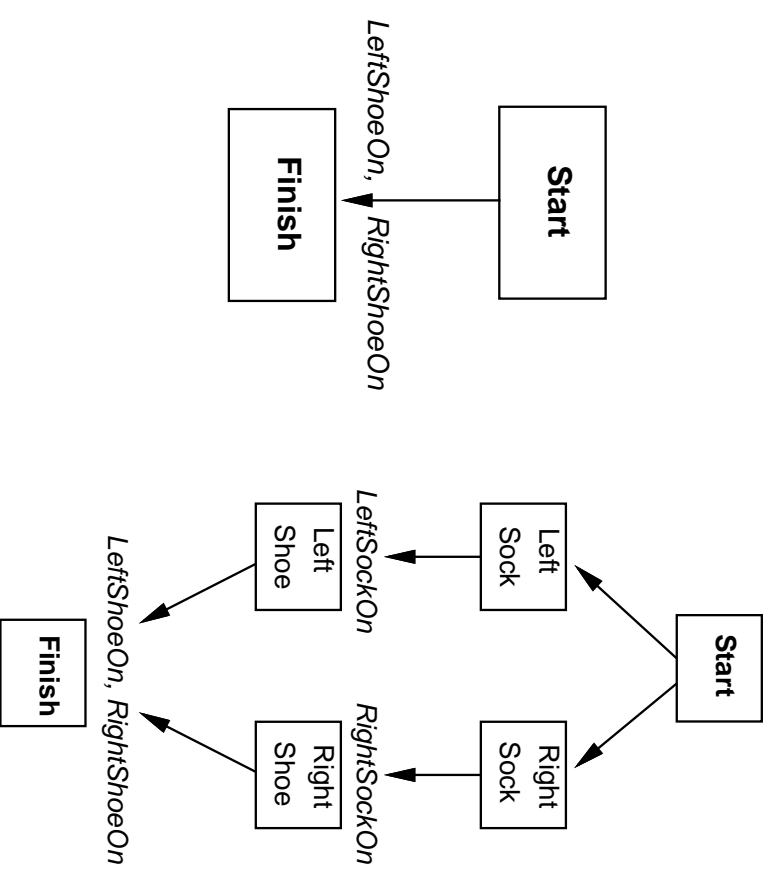 Start
LeftShoeOn, RightShoeOn
Finish
Start
Left
Sock
Right
Sock
LeftSockOn
RightSockOn
Left
Shoe
Right
Shoe
LeftShoeOn, RightShoeOn
Finish